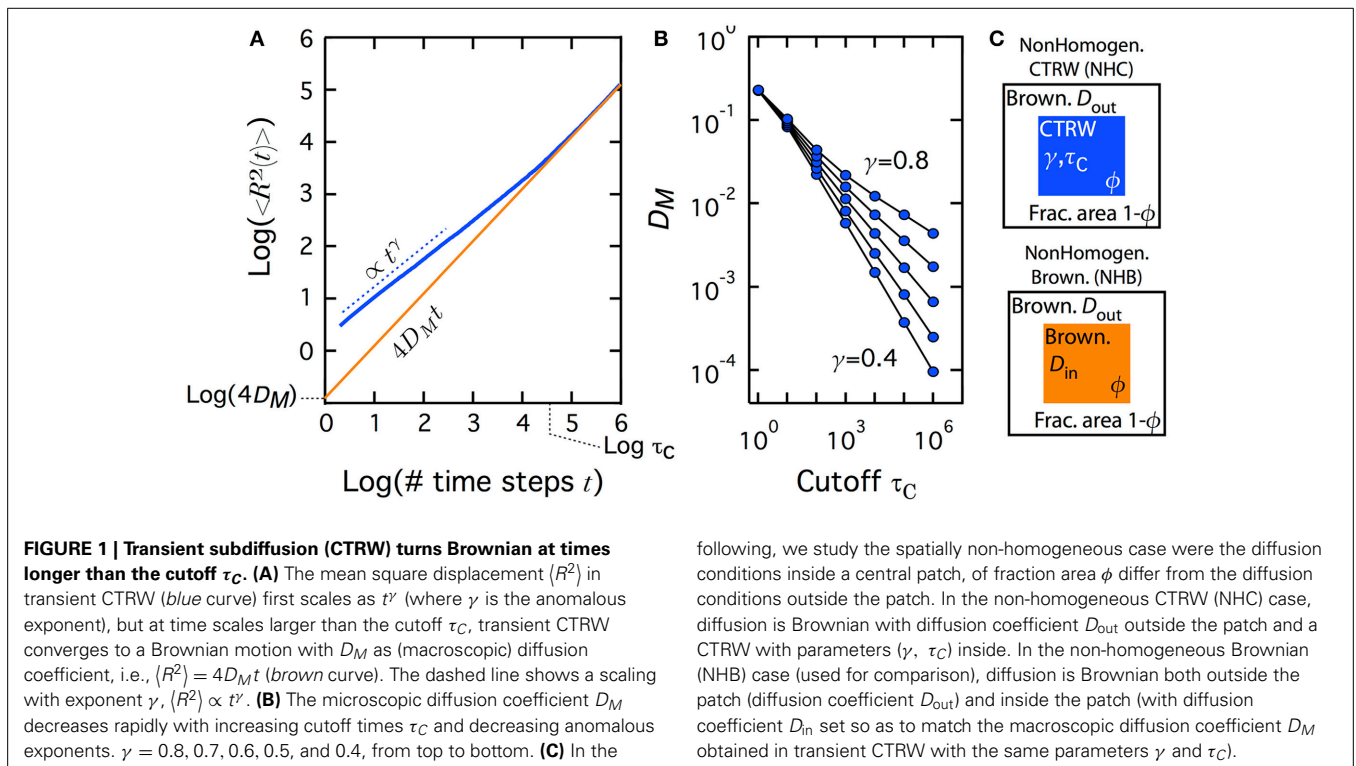 A
6
5
4
3
2
1
0
Log(<R²(t)>)
∝ t^γ
4D_M t
Log(4D_M)
0 1 2 3 4 5 6
Log τ_C
Log(# time steps t)
B
10^0
10^-1
10^-2
10^-3
10^-4
D_M
γ=0.8
γ=0.4
10^0 10^3 10^6
Cutoff τ_C
C
NonHomogen.
CTRW (NHC)
Brown. D_out
CTRW
γ,τ_C
ϕ
Frac. area 1-ϕ
NonHomogen.
Brown. (NHB)
Brown. D_out
Brown.
D_in
ϕ
Frac. area 1-ϕ
FIGURE 1 | Transient subdiffusion (CTRW) turns Brownian at times
longer than the cutoff τ_C. (A) The mean square displacement ⟨R²⟩ in
transient CTRW (blue curve) first scales as t^γ (where γ is the anomalous
exponent), but at time scales larger than the cutoff τ_C, transient CTRW
converges to a Brownian motion with D_M as (macroscopic) diffusion
coefficient, i.e., ⟨R²⟩ = 4D_M t (brown curve). The dashed line shows a scaling
with exponent γ, ⟨R²⟩ ∝ t^γ. (B) The microscopic diffusion coefficient D_M
decreases rapidly with increasing cutoff times τ_C and decreasing anomalous
exponents. γ = 0.8, 0.7, 0.6, 0.5, and 0.4, from top to bottom. (C) In the
following, we study the spatially non-homogeneous case were the diffusion
conditions inside a central patch, of fraction area ϕ differ from the diffusion
conditions outside the patch. In the non-homogeneous CTRW (NHC) case,
diffusion is Brownian with diffusion coefficient D_out outside the patch and a
CTRW with parameters (γ, τ_C) inside. In the non-homogeneous Brownian
(NHB) case (used for comparison), diffusion is Brownian both outside the
patch (diffusion coefficient D_out) and inside the patch (with diffusion
coefficient D_in set so as to match the macroscopic diffusion coefficient D_M
obtained in transient CTRW with the same parameters γ and τ_C).